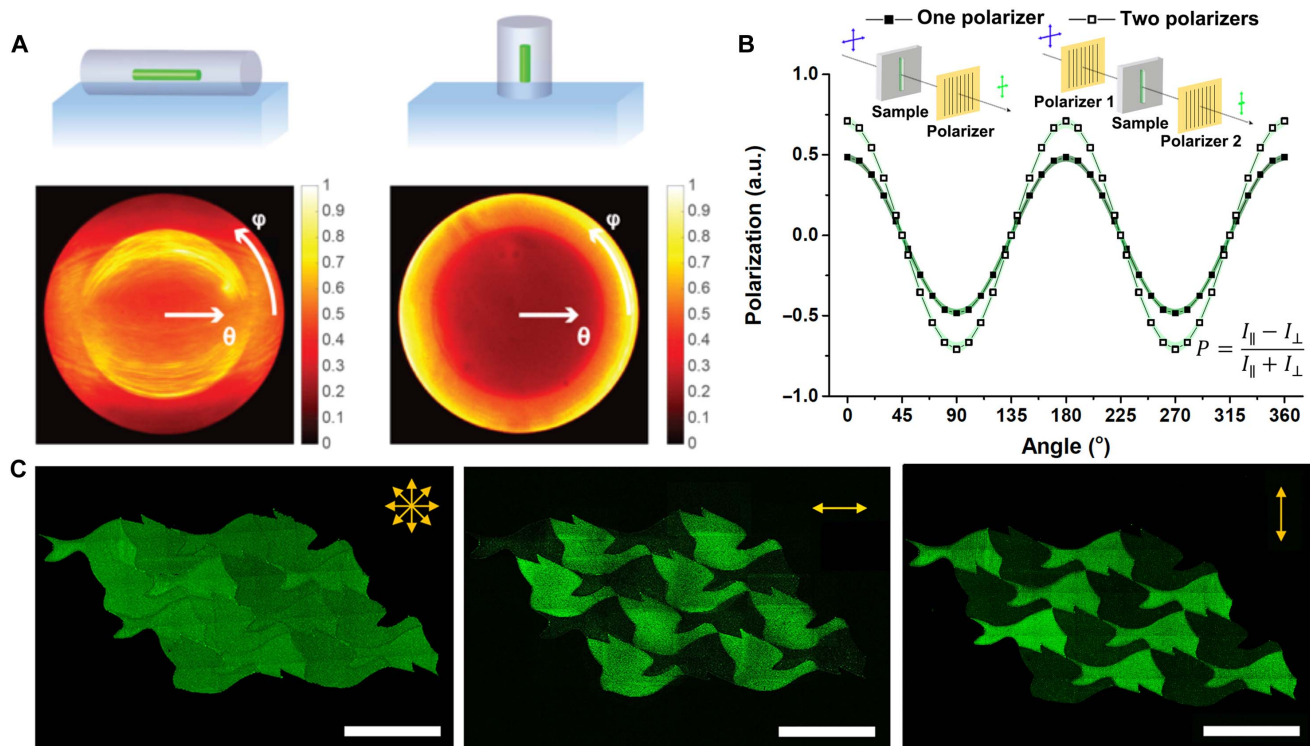 A
1
0.9
0.8
0.7
0.6
0.5
0.4
0.3
0.2
0.1
0
φ
θ
1
0.9
0.8
0.7
0.6
0.5
0.4
0.3
0.2
0.1
0
φ
θ
B
One polarizer Two polarizers
Sample
Polarizer
Polarizer 1
Sample
Polarizer 2
Polarization (a.u.)
1.0
0.5
0.0
−0.5
−1.0
P = (I∥ − I⊥) / (I∥ + I⊥)
0 45 90 135 180 225 270 315 360
Angle (°)
C